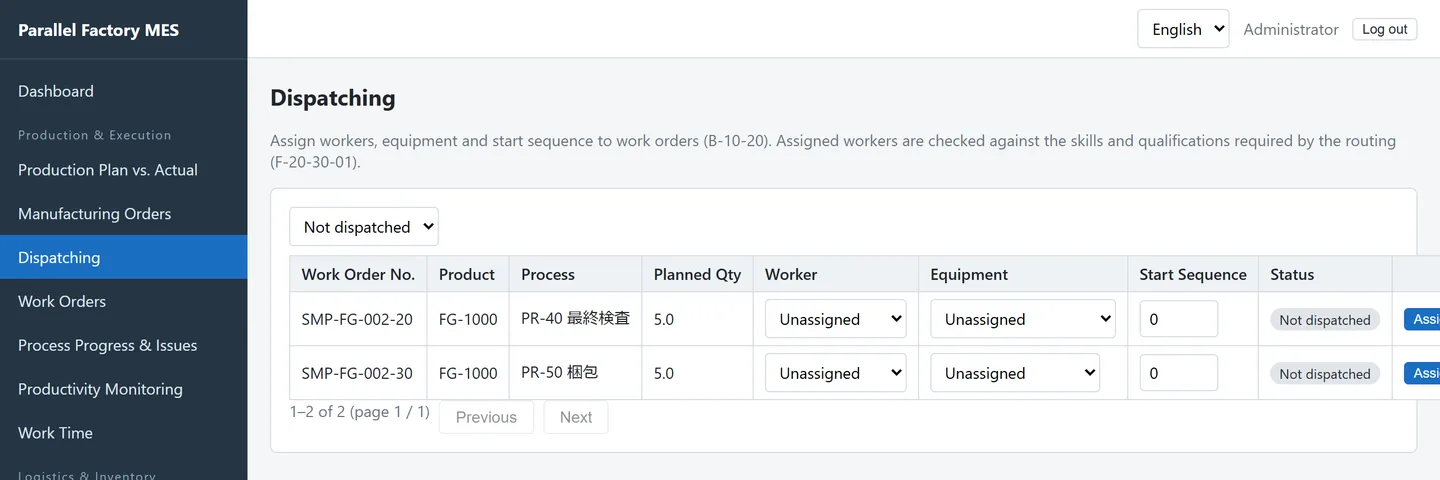 Parallel Factory MES
English
Administrator
Log out
Dashboard
Production & Execution
Production Plan vs. Actual
Manufacturing Orders
Dispatching
Work Orders
Process Progress & Issues
Productivity Monitoring
Work Time
Logistics & Inventory
Dispatching
Assign workers, equipment and start sequence to work orders (B-10-20). Assigned workers are checked against the skills and qualifications required by the routing
(F-20-30-01).
Not dispatched
Work Order No. Product Process Planned Qty Worker Equipment Start Sequence Status
SMP-FG-002-20 FG-1000 PR-40 最終検査 5.0 Unassigned Unassigned 0 Not dispatched Assi
SMP-FG-002-30 FG-1000 PR-50 梱包 5.0 Unassigned Unassigned 0 Not dispatched Assi
1–2 of 2 (page 1 / 1) Previous Next